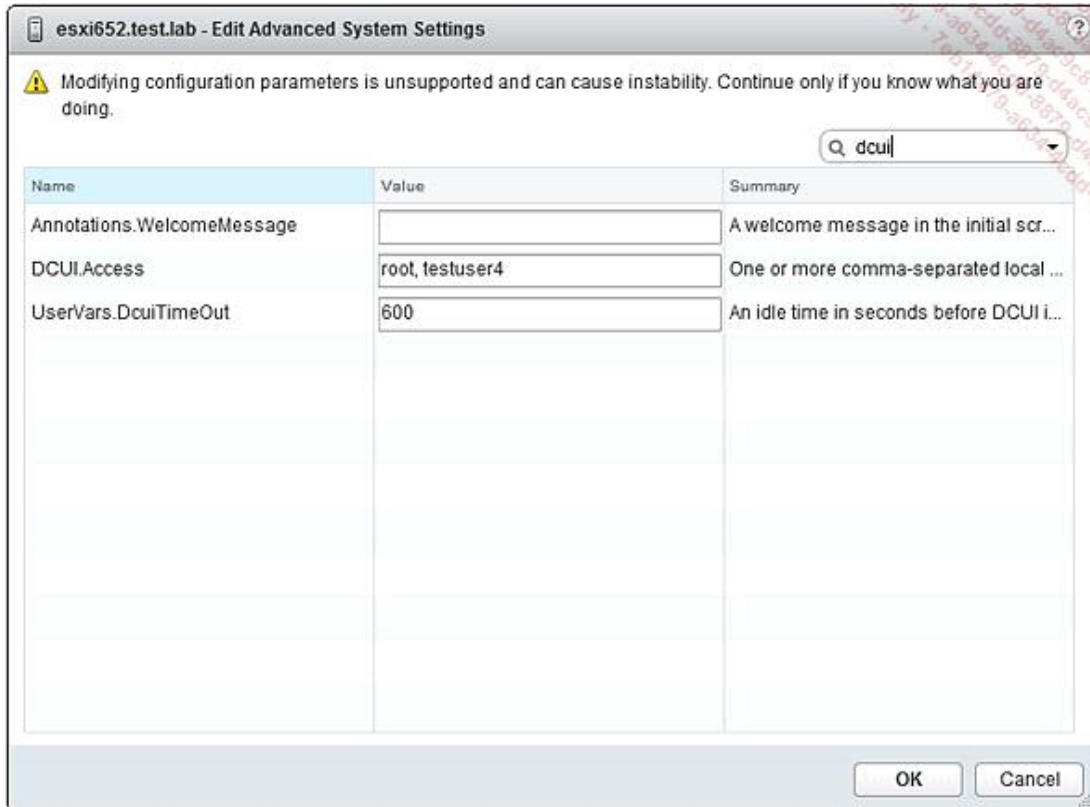 esxi652.test.lab - Edit Advanced System Settings
?
Modifying configuration parameters is unsupported and can cause instability. Continue only if you know what you are
doing.
dcui
Name Value Summary
Annotations.WelcomeMessage A welcome message in the initial scr...
DCUI.Access root, testuser4 One or more comma-separated local ...
UserVars.DcuiTimeOut 600 An idle time in seconds before DCUI i...
OK Cancel